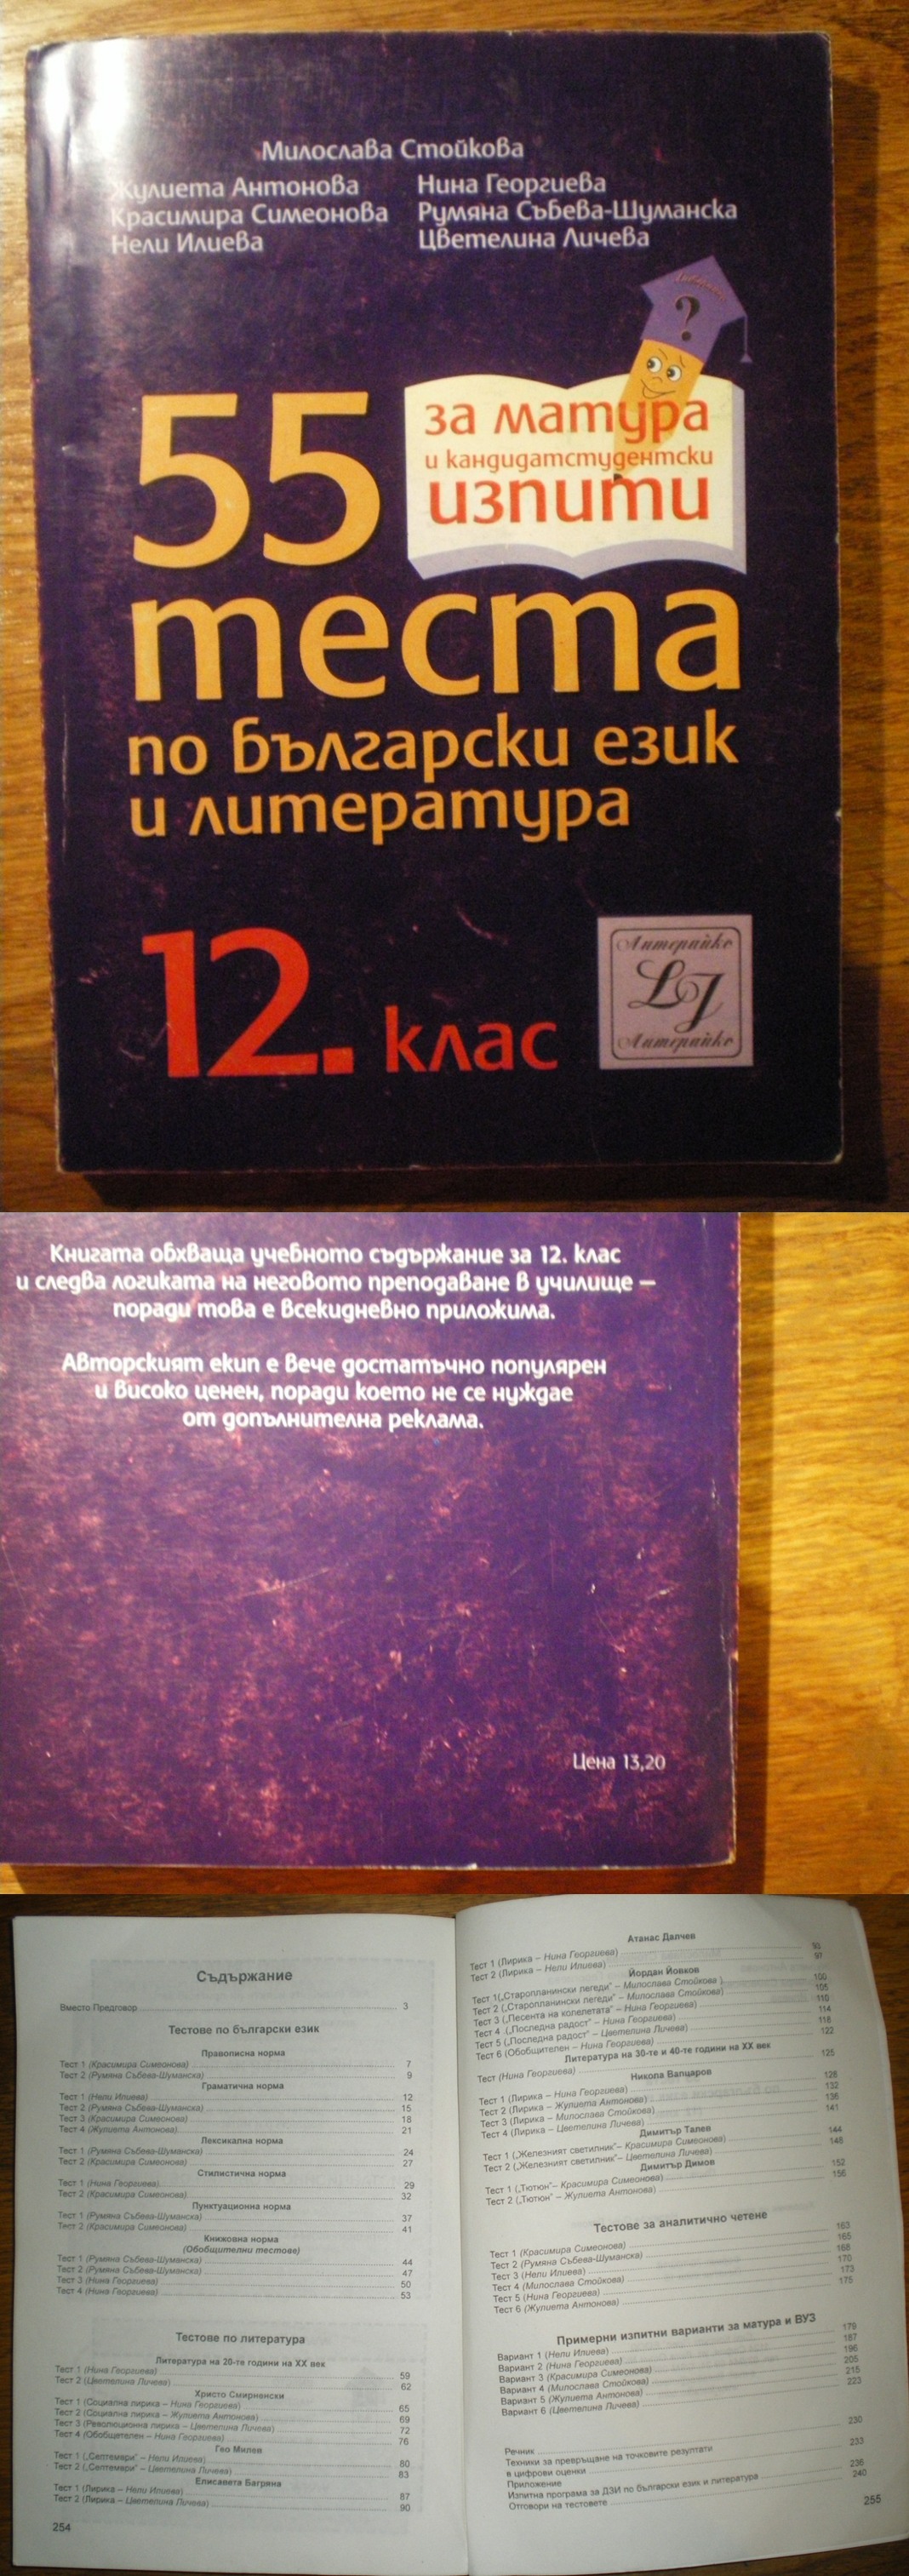 Милослава Стойкова
Жулиета Антонова
Красимира Симеонова
Нели Илиева
Нина Георгиева
Румяна Събева-Шуманска
Цветелина Личева
?
55
за матура
и кандидатстудентски
изпити
теста
по български език
и литература
12. клас
Литерайко
LJ
Литерайко
Книгата обхваща учебното съдържание за 12. клас
и следва логиката на неговото преподаване в училище –
поради това е всекидневно приложима.
Авторският екип е вече достатъчно популярен
и високо ценен, поради което не се нуждае
от допълнителна реклама.
Цена 13,20
Съдържание
Вместо Предговор 3
Тестове по български език
Правописна норма
Тест 1 (Красимира Симеонова) 7
Тест 2 (Румяна Събева-Шуманска) 9
Граматична норма
Тест 1 (Нели Илиева) 12
Тест 2 (Румяна Събева-Шуманска) 15
Тест 3 (Красимира Симеонова) 18
Тест 4 (Жулиета Антонова) 21
Лексикална норма
Тест 1 (Румяна Събева-Шуманска) 24
Тест 2 (Красимира Симеонова) 27
Стилистична норма
Тест 1 (Нина Георгиева) 29
Тест 2 (Красимира Симеонова) 32
Пунктуационна норма
Тест 1 (Румяна Събева-Шуманска) 37
Тест 2 (Красимира Симеонова) 41
Книжовна норма
(Обобщителни тестове)
Тест 1 (Румяна Събева-Шуманска) 44
Тест 2 (Румяна Събева-Шуманска) 47
Тест 3 (Нина Георгиева) 50
Тест 4 (Нина Георгиева) 53
Тестове по литература
Литература на 20-те години на XX век
Тест 1 (Нина Георгиева) 59
Тест 2 (Цветелина Личева) 62
Христо Смирненски
Тест 1 (Социална лирика – Нина Георгиева) 65
Тест 2 (Социална лирика – Жулиета Антонова) 69
Тест 3 (Революционна лирика – Цветелина Личева) 72
Тест 4 (Обобщителен – Нина Георгиева) 76
Гео Милев
Тест 1 („Септември“ – Нели Илиева) 80
Тест 2 („Септември“ – Цветелина Личева) 83
Елисавета Багряна
Тест 1 (Лирика – Нели Илиева) 87
Тест 2 (Лирика – Цветелина Личева) 90
254
Атанас Далчев
Тест 1 (Лирика – Нина Георгиева) 93
Тест 2 (Лирика – Нели Илиева) 97
Йордан Йовков
Тест 1(„Старопланински легеди“ – Милослава Стойкова ) 100
Тест 2 („Старопланински легеди“ – Милослава Стойкова) 105
Тест 3 („Песента на колелетата“ – Нина Георгиева) 110
Тест 4 („Последна радост“ – Нина Георгиева) 114
Тест 5 („Последна радост“ – Цветелина Личева) 118
Тест 6 (Обобщителен – Нина Георгиева) 122
Литература на 30-те и 40-те години на XX век
Тест (Нина Георгиева) 125
Никола Вапцаров
Тест 1 (Лирика – Нина Георгиева) 128
Тест 2 (Лирика – Жулиета Антонова) 132
Тест 3 (Лирика – Милослава Стойкова) 136
Тест 4 (Лирика – Цветелина Личева) 141
Димитър Талев
Тест 1 („Железният светилник“– Красимира Симеонова) 144
Тест 2 („Железният светилник“– Цветелина Личева) 148
Димитър Димов
Тест 1 („Тютюн“– Красимира Симеонова) 152
Тест 2 („Тютюн“ – Жулиета Антонова) 156
Тестове за аналитично четене
Тест 1 (Красимира Симеонова) 163
Тест 2 (Румяна Събева-Шуманска) 165
Тест 3 (Нели Илиева) 168
Тест 4 (Милослава Стойкова) 170
Тест 5 (Нина Георгиева) 173
Тест 6 (Жулиета Антонова) 175
Примерни изпитни варианти за матура и ВУЗ
Вариант 1 (Нели Илиева) 179
Вариант 2 (Нина Георгиева) 187
Вариант 3 (Красимира Симеонова) 196
Вариант 4 (Милослава Стойкова) 205
Вариант 5 (Жулиета Антонова) 215
Вариант 6 (Цветелина Личева) 223
Речник 230
Техники за превръщане на точковите резултати
в цифрови оценки 233
Приложение
Изпитна програма за ДЗИ по български език и литература 236
Отговори на тестовете 240
255